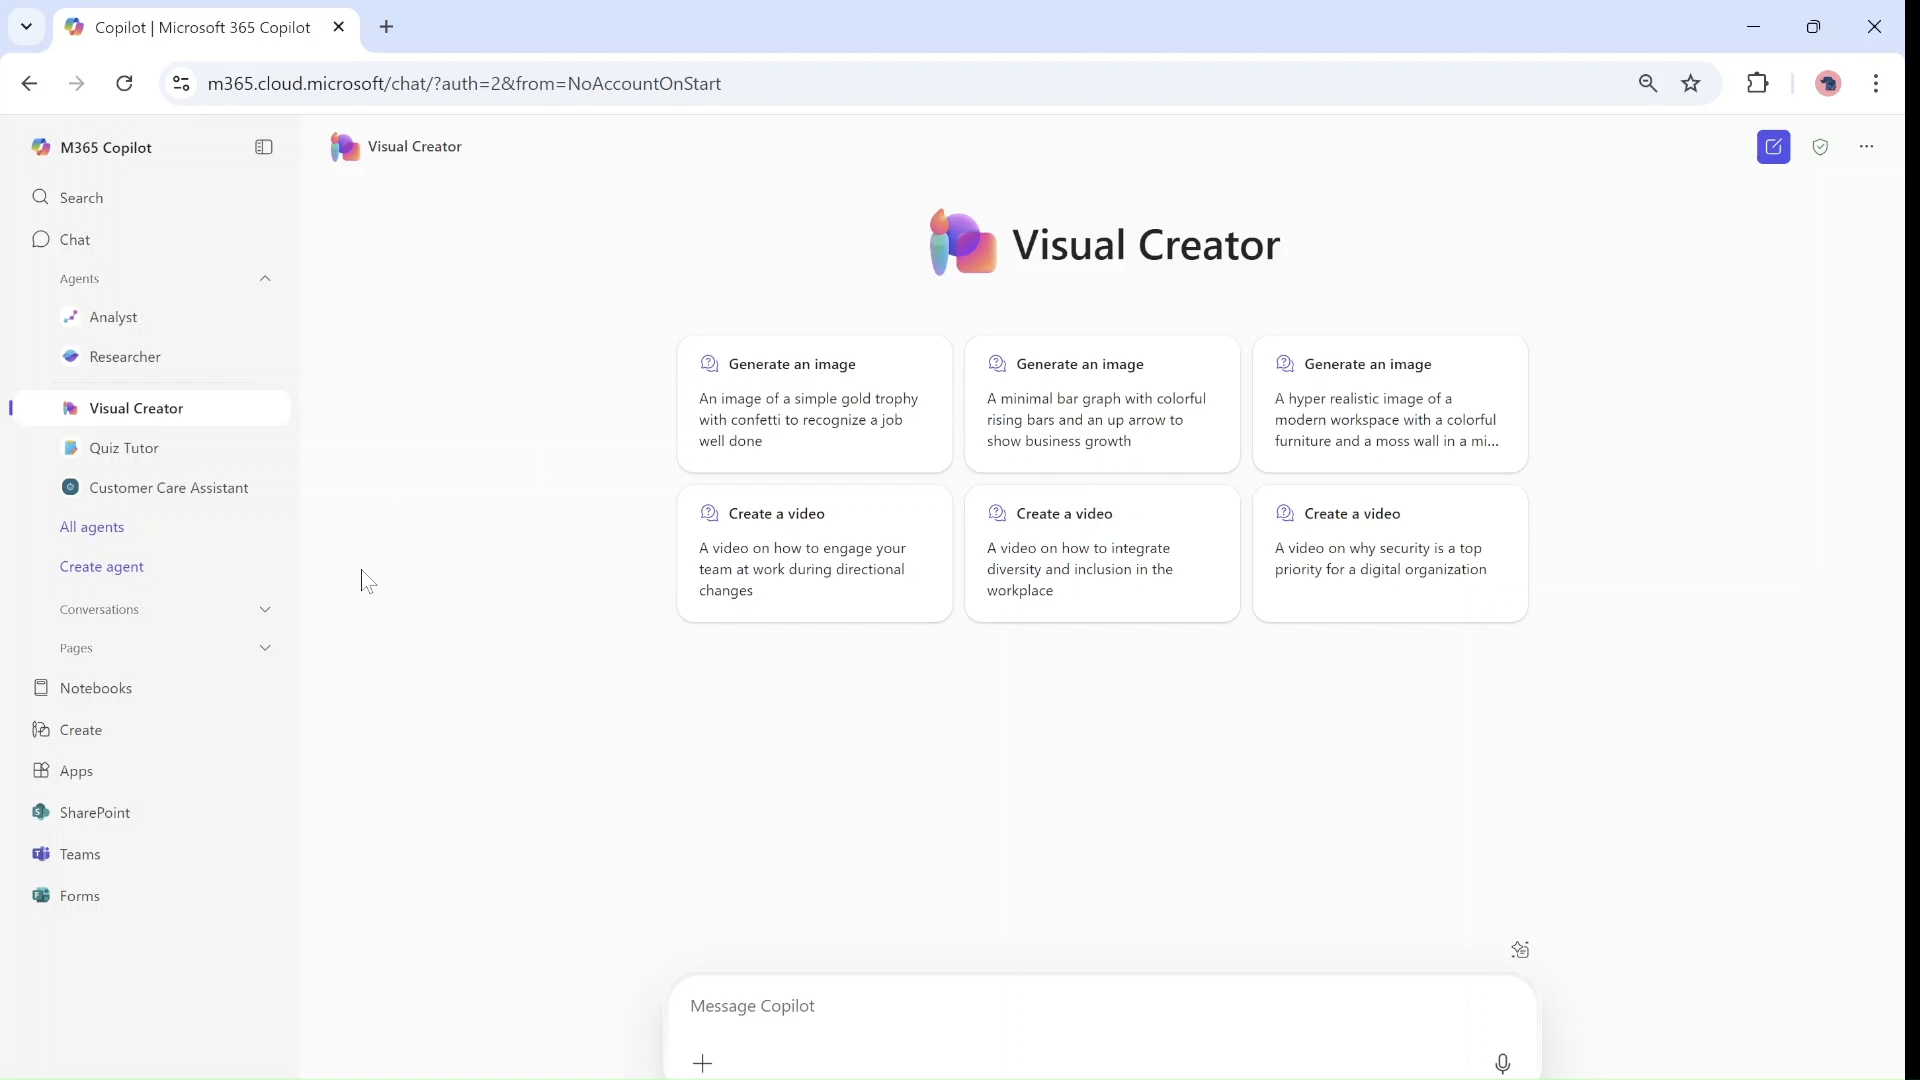 Copilot | Microsoft 365 Copilot
m365.cloud.microsoft/chat/?auth=2&from=NoAccountOnStart
M365 Copilot
Search
Chat
Agents
Analyst
Researcher
Visual Creator
Quiz Tutor
Customer Care Assistant
All agents
Create agent
Conversations
Pages
Notebooks
Create
Apps
SharePoint
Teams
Forms
Visual Creator
Visual Creator
Generate an image
An image of a simple gold trophy
with confetti to recognize a job
well done
Generate an image
A minimal bar graph with colorful
rising bars and an up arrow to
show business growth
Generate an image
A hyper realistic image of a
modern workspace with a colorful
furniture and a moss wall in a mi...
Create a video
A video on how to engage your
team at work during directional
changes
Create a video
A video on how to integrate
diversity and inclusion in the
workplace
Create a video
A video on why security is a top
priority for a digital organization
Message Copilot